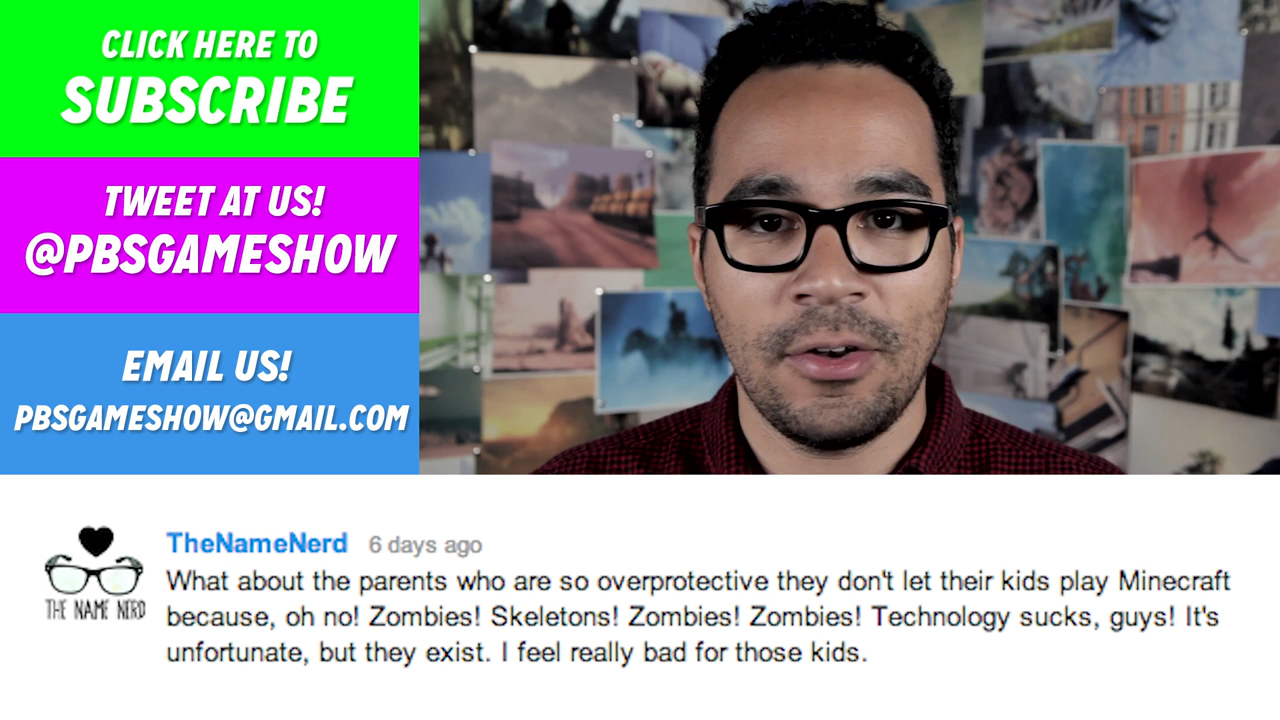 CLICK HERE TO
SUBSCRIBE
TWEET AT US!
@PBSGAMESHOW
EMAIL US!
PBSGAMESHOW@GMAIL.COM
THE NAME NERD
TheNameNerd 6 days ago
What about the parents who are so overprotective they don't let their kids play Minecraft
because, oh no! Zombies! Skeletons! Zombies! Zombies! Technology sucks, guys! It's
unfortunate, but they exist. I feel really bad for those kids.